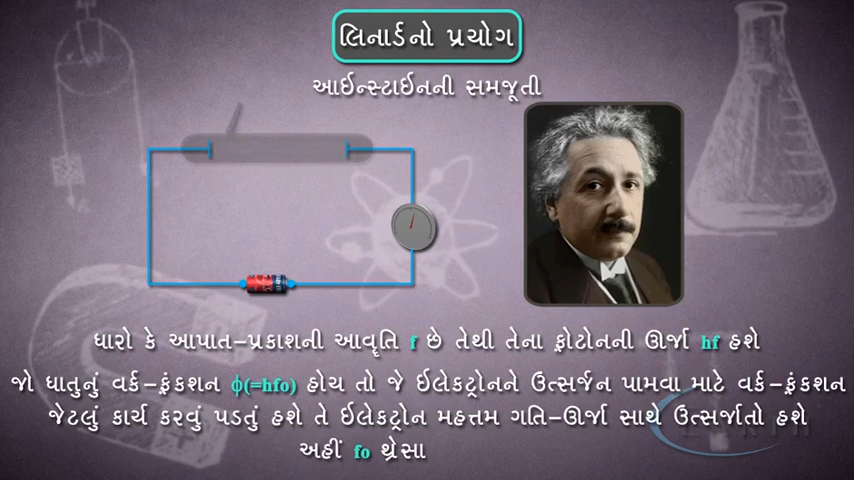 લિનાર્ડનો પ્રયોગ
આઈન્સ્ટાઈનની સમજૂતી
ધારો કે આપાત-પ્રકાશની આવૃતિ f છે તેથી તેના ફોટોનની ઊર્જા hf હશે
જો ધાતુનું વર્ક-ફંકશન ϕ(=hfo) હોય તો જે ઈલેકટ્રોનને ઉત્સર્જન પામવા માટે વર્ક-ફંકશન
જેટલું કાર્ય કરવું પડતું હશે તે ઈલેકટ્રોન મહત્તમ ગતિ-ઊર્જા સાથે ઉત્સર્જાતો હશે
અહીં fo થ્રેસા